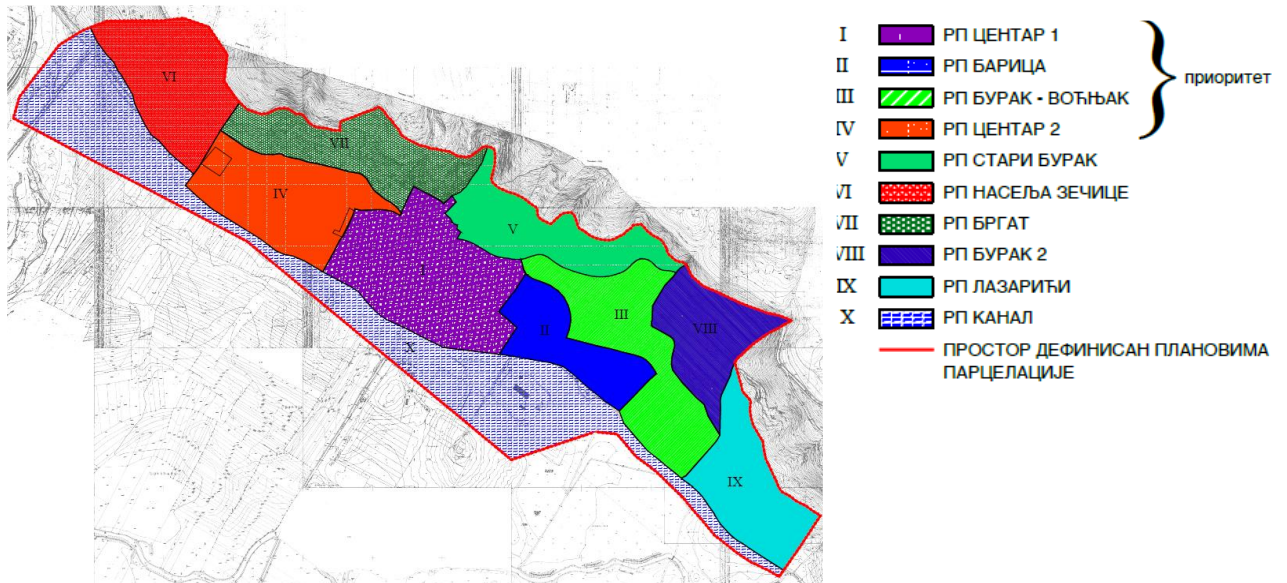 VI
VII
IV
V
I
III
II
VIII
X
IX
I РП ЦЕНТАР 1
II РП БАРИЦА
III РП БУРАК - ВОЋЊАК
IV РП ЦЕНТАР 2
приоритет
V РП СТАРИ БУРАК
VI РП НАСЕЉА ЗЕЧИЦЕ
VII РП БРГАТ
VIII РП БУРАК 2
IX РП ЛАЗАРИЋИ
X РП КАНАЛ
ПРОСТОР ДЕФИНИСАН ПЛАНОВИМА
ПАРЦЕЛАЦИЈЕ